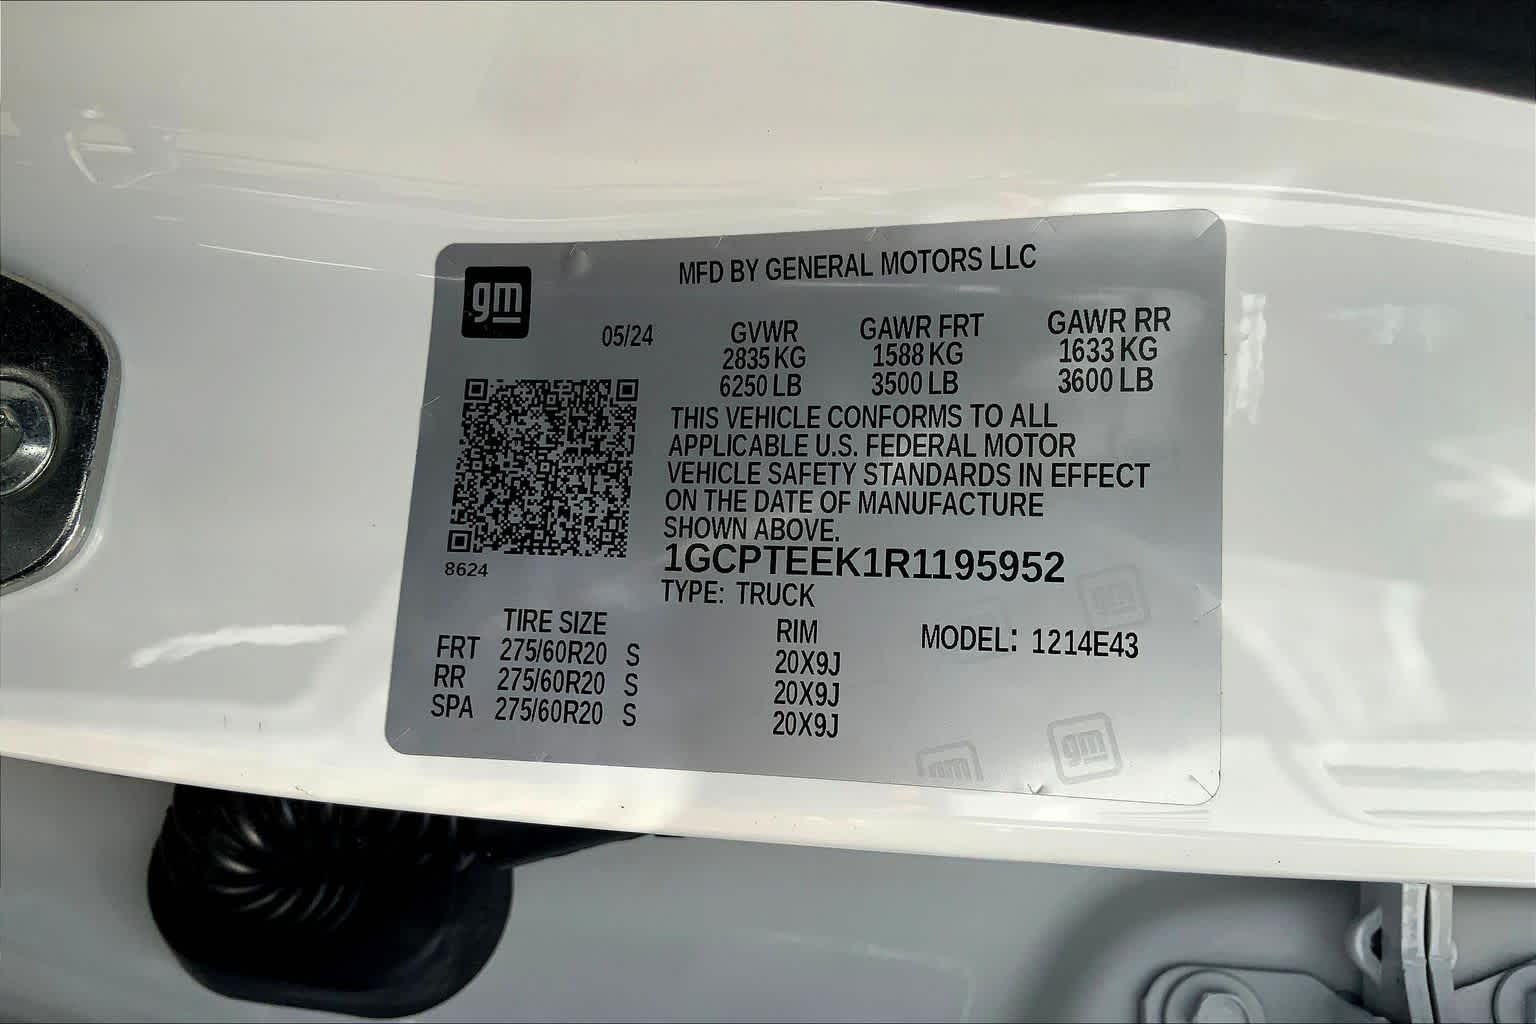 gm
MFD BY GENERAL MOTORS LLC
05/24 GVWR GAWR FRT GAWR RR
2835 KG 1588 KG 1633 KG
6250 LB 3500 LB 3600 LB
THIS VEHICLE CONFORMS TO ALL
APPLICABLE U.S. FEDERAL MOTOR
VEHICLE SAFETY STANDARDS IN EFFECT
ON THE DATE OF MANUFACTURE
SHOWN ABOVE.
1GCPTEEK1R1195952
8624
TYPE: TRUCK
TIRE SIZE RIM MODEL: 1214E43
FRT 275/60R20 S 20X9J
RR 275/60R20 S 20X9J
SPA 275/60R20 S 20X9J
gm
gm
gm